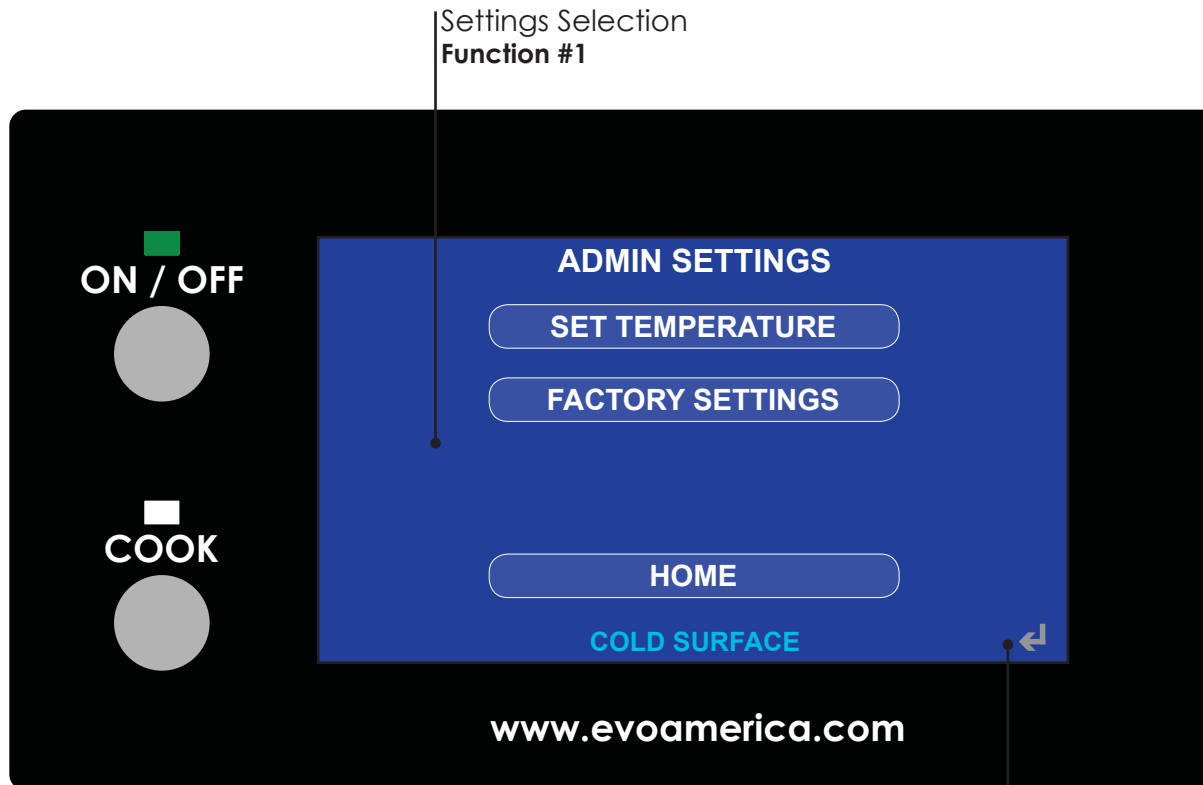 Settings Selection
Function #1
ADMIN SETTINGS
ON / OFF
SET TEMPERATURE
FACTORY SETTINGS
COOK
HOME
COLD SURFACE
www.evoamerica.com